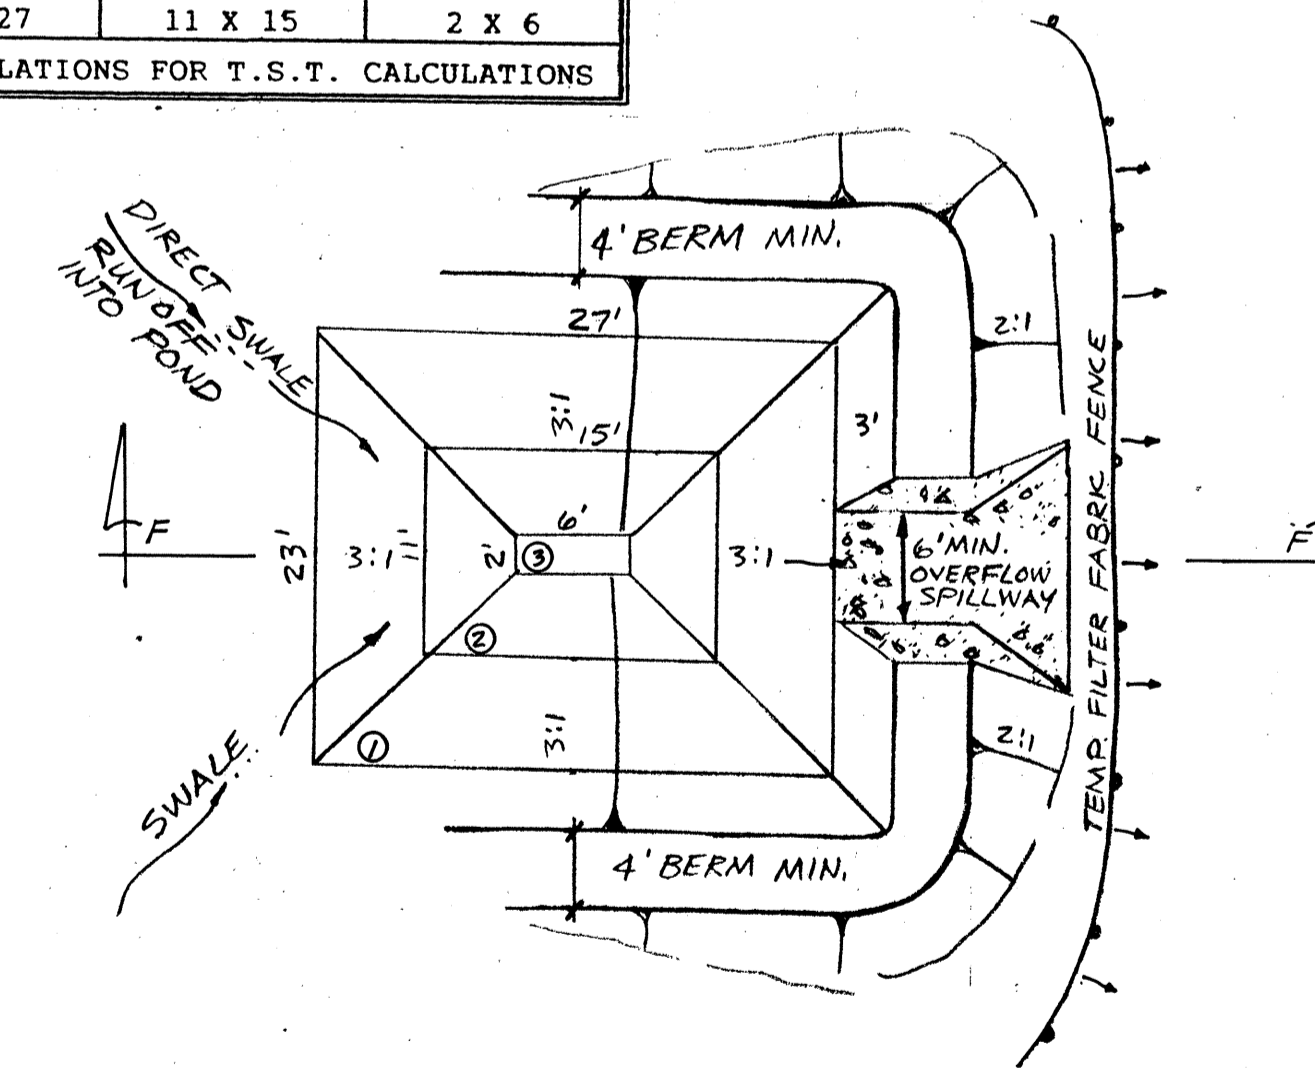 27
11 X 15
2 X 6
LATIONS FOR T.S.T. CALCULATIONS
DIRECT
RUN OFF
INTO POND
SWALE
4' BERM MIN.
27'
3:1
15'
6'
2'
③
3:1
11'
23'
②
①
3:1
3:1
3'
2:1
6' MIN.
OVERFLOW
SPILLWAY
2:1
TEMP. FILTER FABRIC FENCE
F
F'
SWALE
4' BERM MIN.